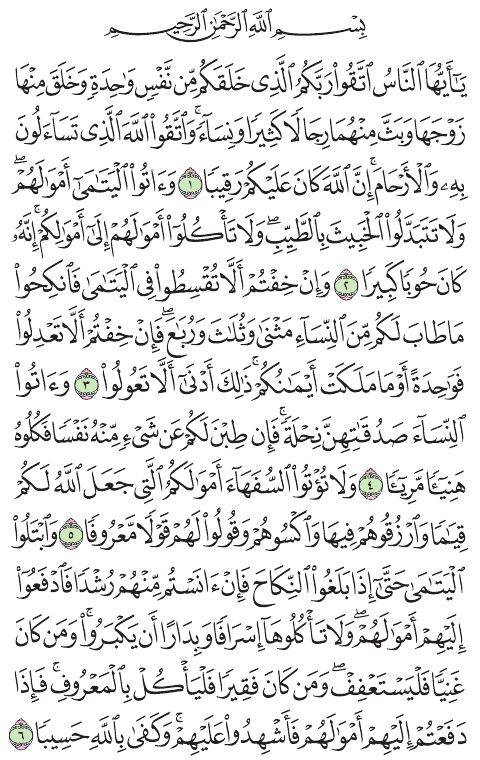 بِسْمِ ٱللَّهِ ٱلرَّحْمَٰنِ ٱلرَّحِيمِ
يَٰٓأَيُّهَا ٱلنَّاسُ ٱتَّقُوا۟ رَبَّكُمُ ٱلَّذِى خَلَقَكُم مِّن نَّفْسٍ وَٰحِدَةٍ وَخَلَقَ مِنْهَا
زَوْجَهَا وَبَثَّ مِنْهُمَا رِجَالًا كَثِيرًا وَنِسَآءً ۚ وَٱتَّقُوا۟ ٱللَّهَ ٱلَّذِى تَسَآءَلُونَ
بِهِۦ وَٱلْأَرْحَامَ ۚ إِنَّ ٱللَّهَ كَانَ عَلَيْكُمْ رَقِيبًا ١ وَءَاتُوا۟ ٱلْيَتَٰمَىٰٓ أَمْوَٰلَهُمْ ۖ
وَلَا تَتَبَدَّلُوا۟ ٱلْخَبِيثَ بِٱلطَّيِّبِ ۖ وَلَا تَأْكُلُوٓا۟ أَمْوَٰلَهُمْ إِلَىٰٓ أَمْوَٰلِكُمْ ۚ إِنَّهُۥ
كَانَ حُوبًا كَبِيرًا ٢ وَإِنْ خِفْتُمْ أَلَّا تُقْسِطُوا۟ فِى ٱلْيَتَٰمَىٰ فَٱنكِحُوا۟
مَا طَابَ لَكُم مِّنَ ٱلنِّسَآءِ مَثْنَىٰ وَثُلَٰثَ وَرُبَٰعَ ۖ فَإِنْ خِفْتُمْ أَلَّا تَعْدِلُوا۟
فَوَٰحِدَةً أَوْ مَا مَلَكَتْ أَيْمَٰنُكُمْ ۚ ذَٰلِكَ أَدْنَىٰٓ أَلَّا تَعُولُوا۟ ٣ وَءَاتُوا۟
ٱلنِّسَآءَ صَدُقَٰتِهِنَّ نِحْلَةً ۚ فَإِن طِبْنَ لَكُمْ عَن شَىْءٍ مِّنْهُ نَفْسًا فَكُلُوهُ
هَنِيٓـًٔا مَّرِيٓـًٔا ٤ وَلَا تُؤْتُوا۟ ٱلسُّفَهَآءَ أَمْوَٰلَكُمُ ٱلَّتِى جَعَلَ ٱللَّهُ لَكُمْ
قِيَٰمًا وَٱرْزُقُوهُمْ فِيهَا وَٱكْسُوهُمْ وَقُولُوا۟ لَهُمْ قَوْلًا مَّعْرُوفًا ٥ وَٱبْتَلُوا۟
ٱلْيَتَٰمَىٰ حَتَّىٰٓ إِذَا بَلَغُوا۟ ٱلنِّكَاحَ فَإِنْ ءَانَسْتُم مِّنْهُمْ رُشْدًا فَٱدْفَعُوٓا۟
إِلَيْهِمْ أَمْوَٰلَهُمْ ۖ وَلَا تَأْكُلُوهَآ إِسْرَافًا وَبِدَارًا أَن يَكْبَرُوا۟ ۚ وَمَن كَانَ
غَنِيًّا فَلْيَسْتَعْفِفْ ۖ وَمَن كَانَ فَقِيرًا فَلْيَأْكُلْ بِٱلْمَعْرُوفِ ۚ فَإِذَا
دَفَعْتُمْ إِلَيْهِمْ أَمْوَٰلَهُمْ فَأَشْهِدُوا۟ عَلَيْهِمْ ۚ وَكَفَىٰ بِٱللَّهِ حَسِيبًا ٦